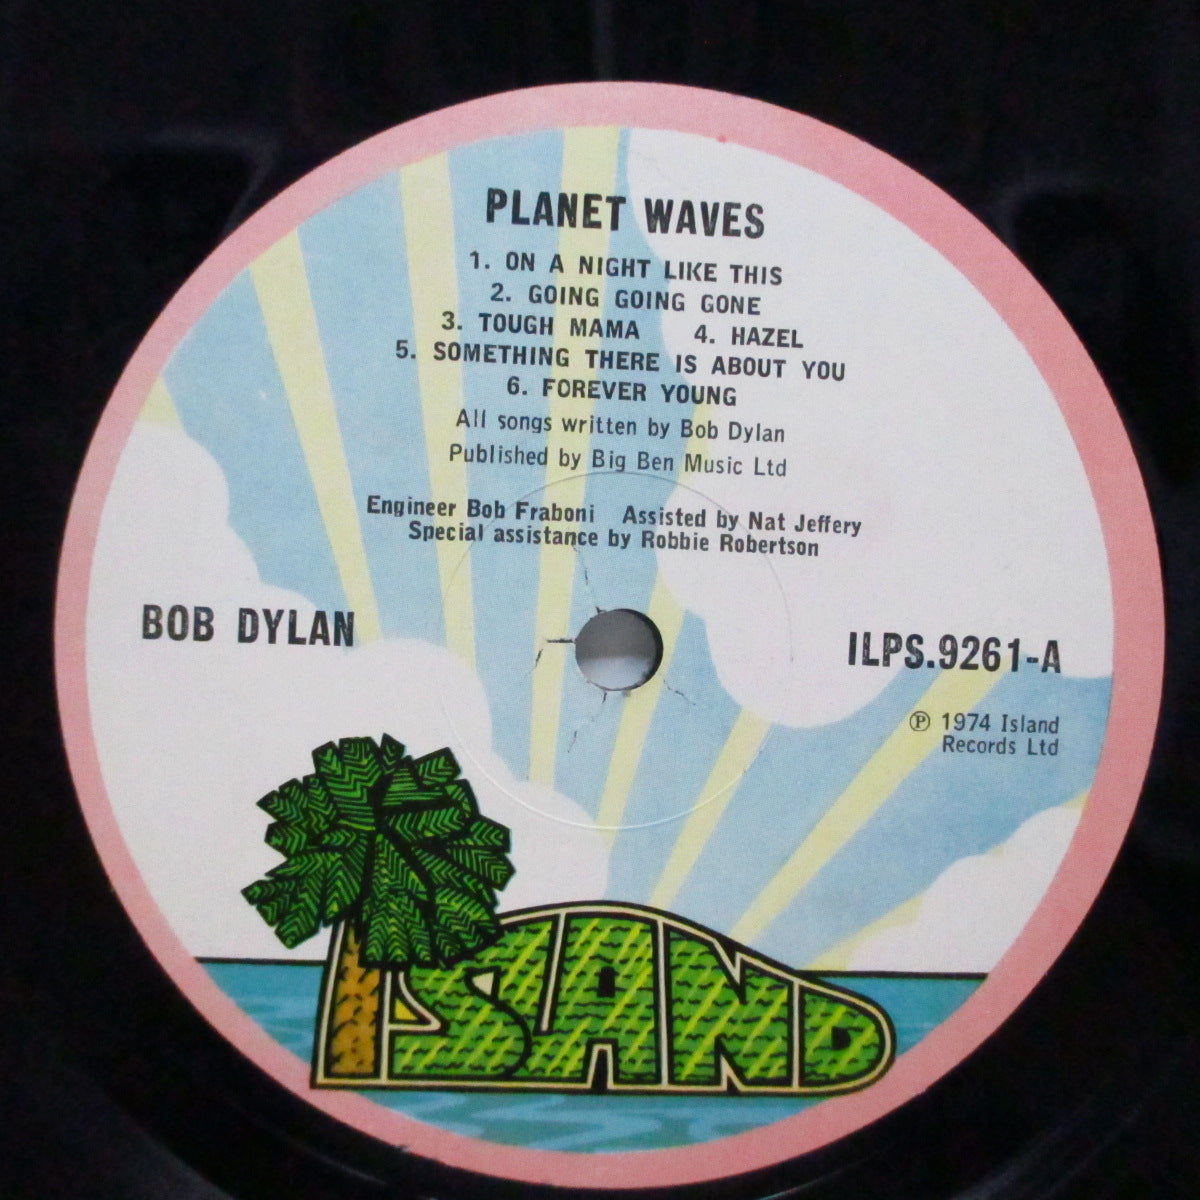 PLANET WAVES
1. ON A NIGHT LIKE THIS
2. GOING GOING GONE
3. TOUGH MAMA 4. HAZEL
5. SOMETHING THERE IS ABOUT YOU
6. FOREVER YOUNG
All songs written by Bob Dylan
Published by Big Ben Music Ltd
Engineer Bob Fraboni Assisted by Nat Jeffery
Special assistance by Robbie Robertson
BOB DYLAN
ILPS.9261-A
℗ 1974 Island
Records Ltd
ISLAND